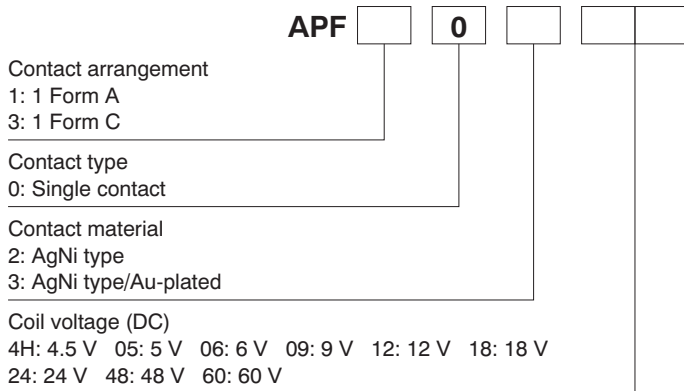 APF 0
Contact arrangement
1: 1 Form A
3: 1 Form C
Contact type
0: Single contact
Contact material
2: AgNi type
3: AgNi type/Au-plated
Coil voltage (DC)
4H: 4.5 V 05: 5 V 06: 6 V 09: 9 V 12: 12 V 18: 18 V
24: 24 V 48: 48 V 60: 60 V